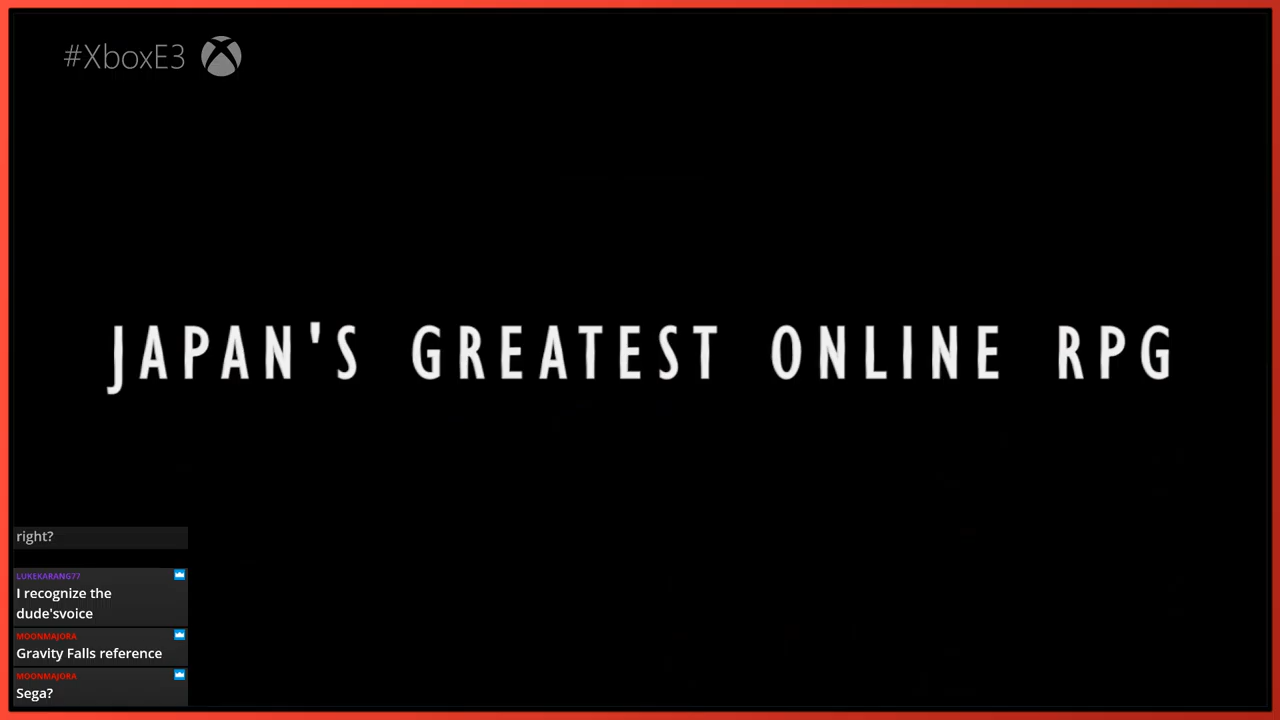 #XboxE3
JAPAN'S GREATEST ONLINE RPG
right?
LUKEKARANG77
I recognize the
dude'svoice
MOONMAJORA
Gravity Falls reference
MOONMAJORA
Sega?